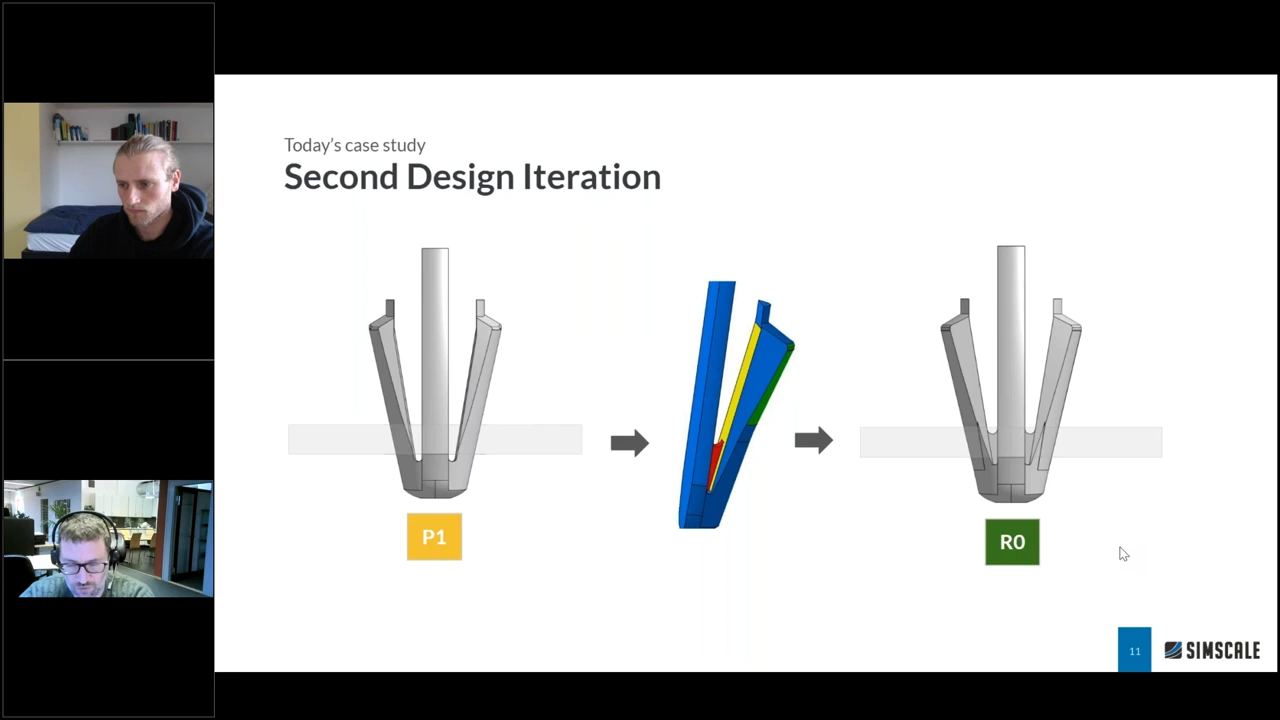 Today's case study
Second Design Iteration
P1
R0
11
SIMSCALE